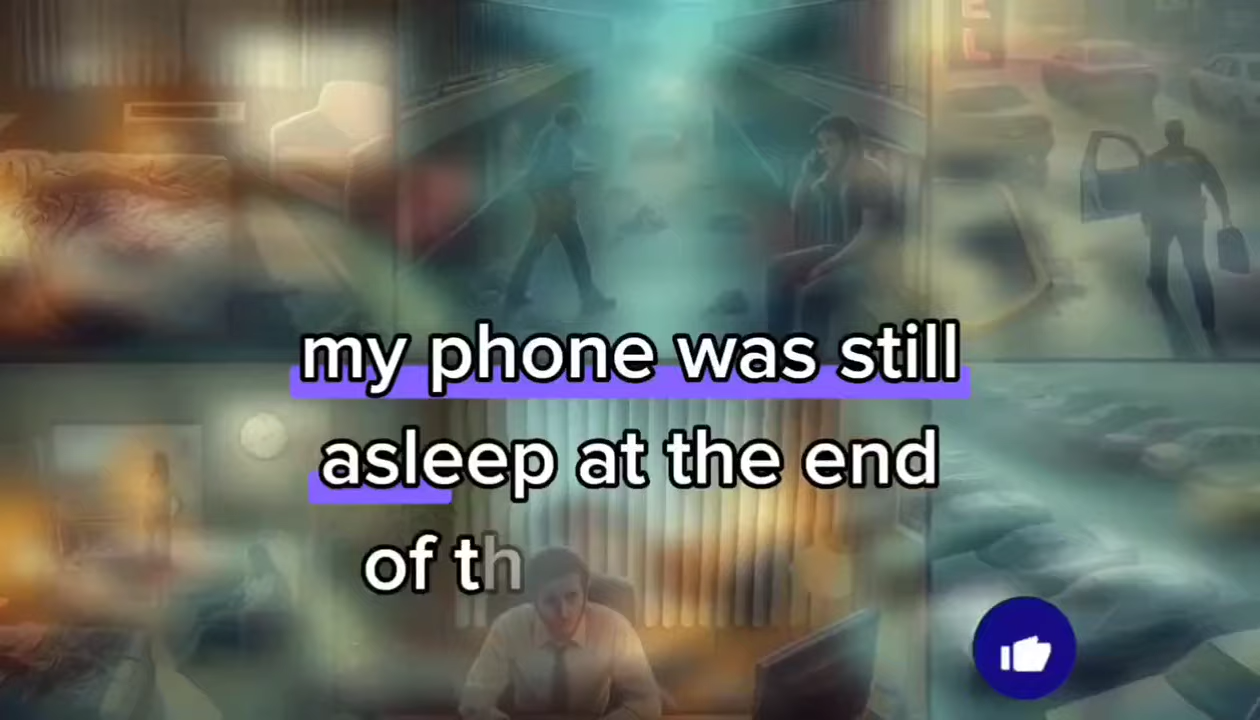 E
L
my phone was still
asleep at the end
of th